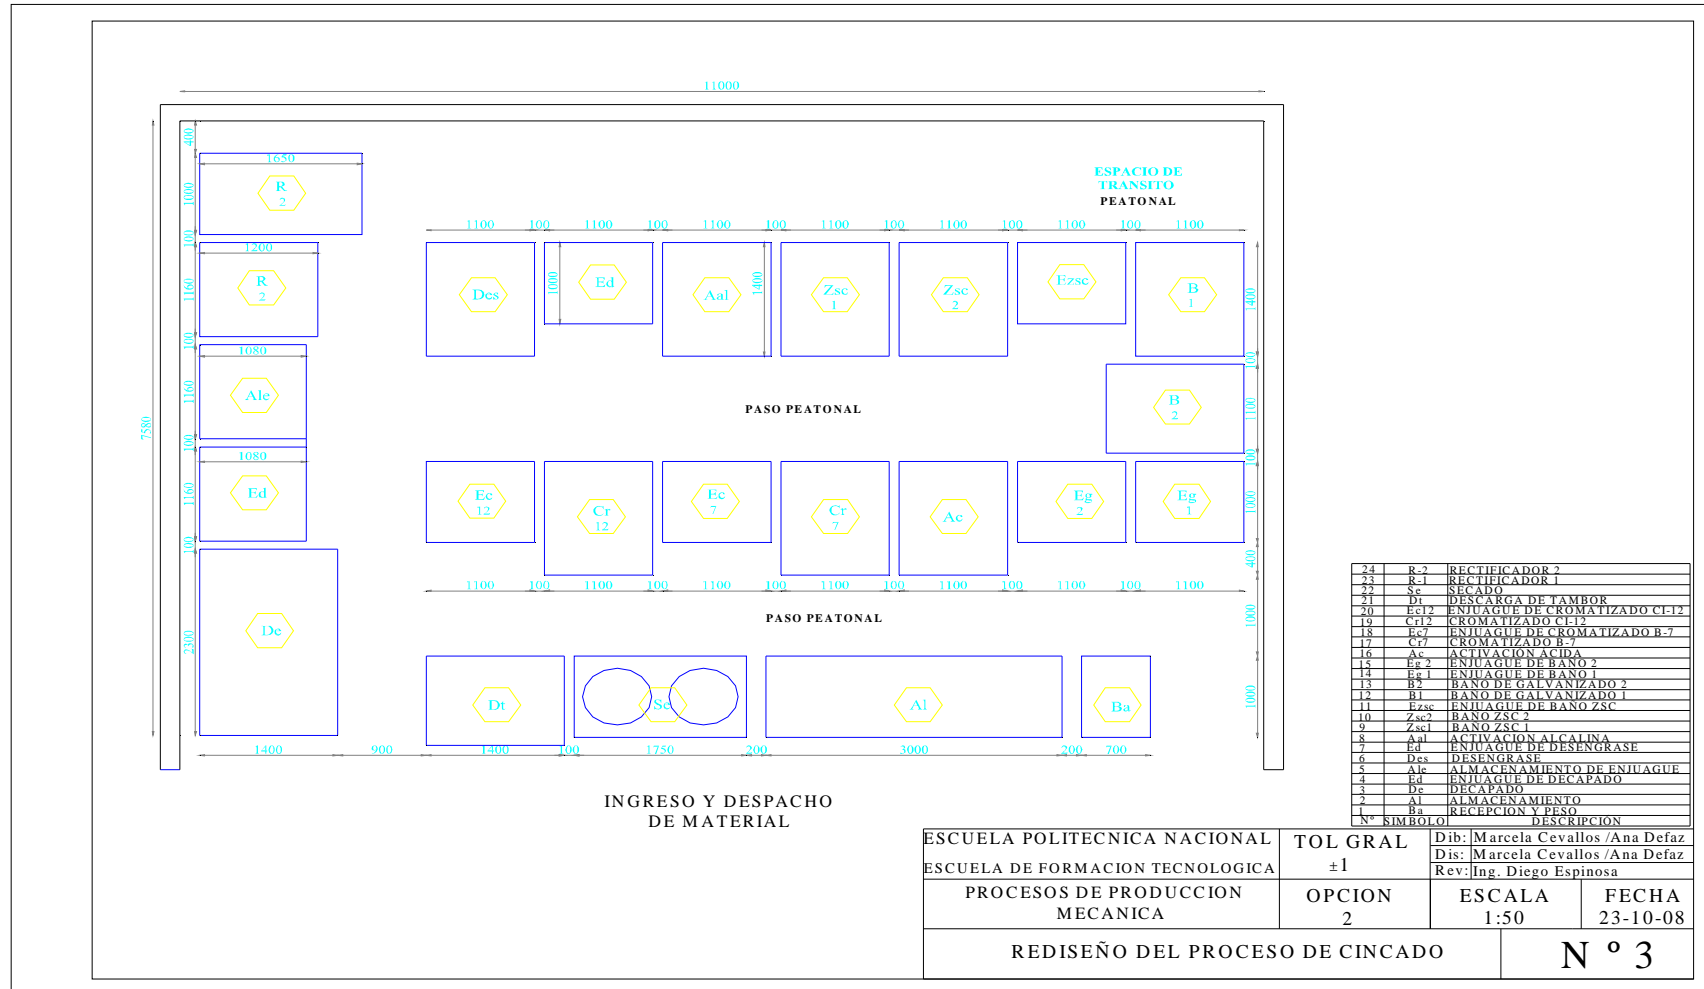 11000
400
1650
R
2
1000
ESPACIO DE
TRANSITO
PEATONAL
100
1200
1100 100 1100 100 1100 100 1100 100 1100 100 1100 100 1100
R
2
1160
Des
1000
Ed
Aal
1400
Zsc
1
Zsc
2
Ezsc
B
1
1400
100
1080
Ale
1160
7580
PASO PEATONAL
100
B
2
1100
100
1080
Ed
1160
100
Ec
12
Cr
12
Ec
7
Cr
7
Ac
Eg
2
Eg
1
100
1000
400
1100 100 1100 100 1100 100 1100 100 1100 100 1100 100 1100
PASO PEATONAL
1000
De
2300
Dt
Se
Al
Ba
1000
1400 900 1400 100 1750 200 3000 200 700
INGRESO Y DESPACHO
DE MATERIAL
24 R-2 RECTIFICADOR 2
23 R-1 RECTIFICADOR 1
22 Se SECADO
21 Dt DESCARGA DE TAMBOR
20 Ec12 ENJUAGUE DE CROMATIZADO CI-12
19 Cr12 CROMATIZADO CI-12
18 Ec7 ENJUAGUE DE CROMATIZADO B-7
17 Cr7 CROMATIZADO B-7
16 Ac ACTIVACIÓN ACIDA
15 Eg 2 ENJUAGUE DE BAÑO 2
14 Eg 1 ENJUAGUE DE BAÑO 1
13 B2 BAÑO DE GALVANIZADO 2
12 B1 BAÑO DE GALVANIZADO 1
11 Ezsc ENJUAGUE DE BAÑO ZSC
10 Zsc2 BAÑO ZSC 2
9 Zsc1 BAÑO ZSC 1
8 Aal ACTIVACION ALCALINA
7 Ed ENJUAGUE DE DESENGRASE
6 Des DESENGRASE
5 Ale ALMACENAMIENTO DE ENJUAGUE
4 Ed ENJUAGUE DE DECAPADO
3 De DECAPADO
2 Al ALMACENAMIENTO
1 Ba RECEPCION Y PESO
Nº SIMBOLO DESCRIPCIÓN
ESCUELA POLITECNICA NACIONAL
ESCUELA DE FORMACION TECNOLOGICA
TOL GRAL
±1
Dib: Marcela Cevallos /Ana Defaz
Dis: Marcela Cevallos /Ana Defaz
Rev: Ing. Diego Espinosa
PROCESOS DE PRODUCCION
MECANICA
OPCION
2
ESCALA
1:50
FECHA
23-10-08
REDISEÑO DEL PROCESO DE CINCADO
N º 3